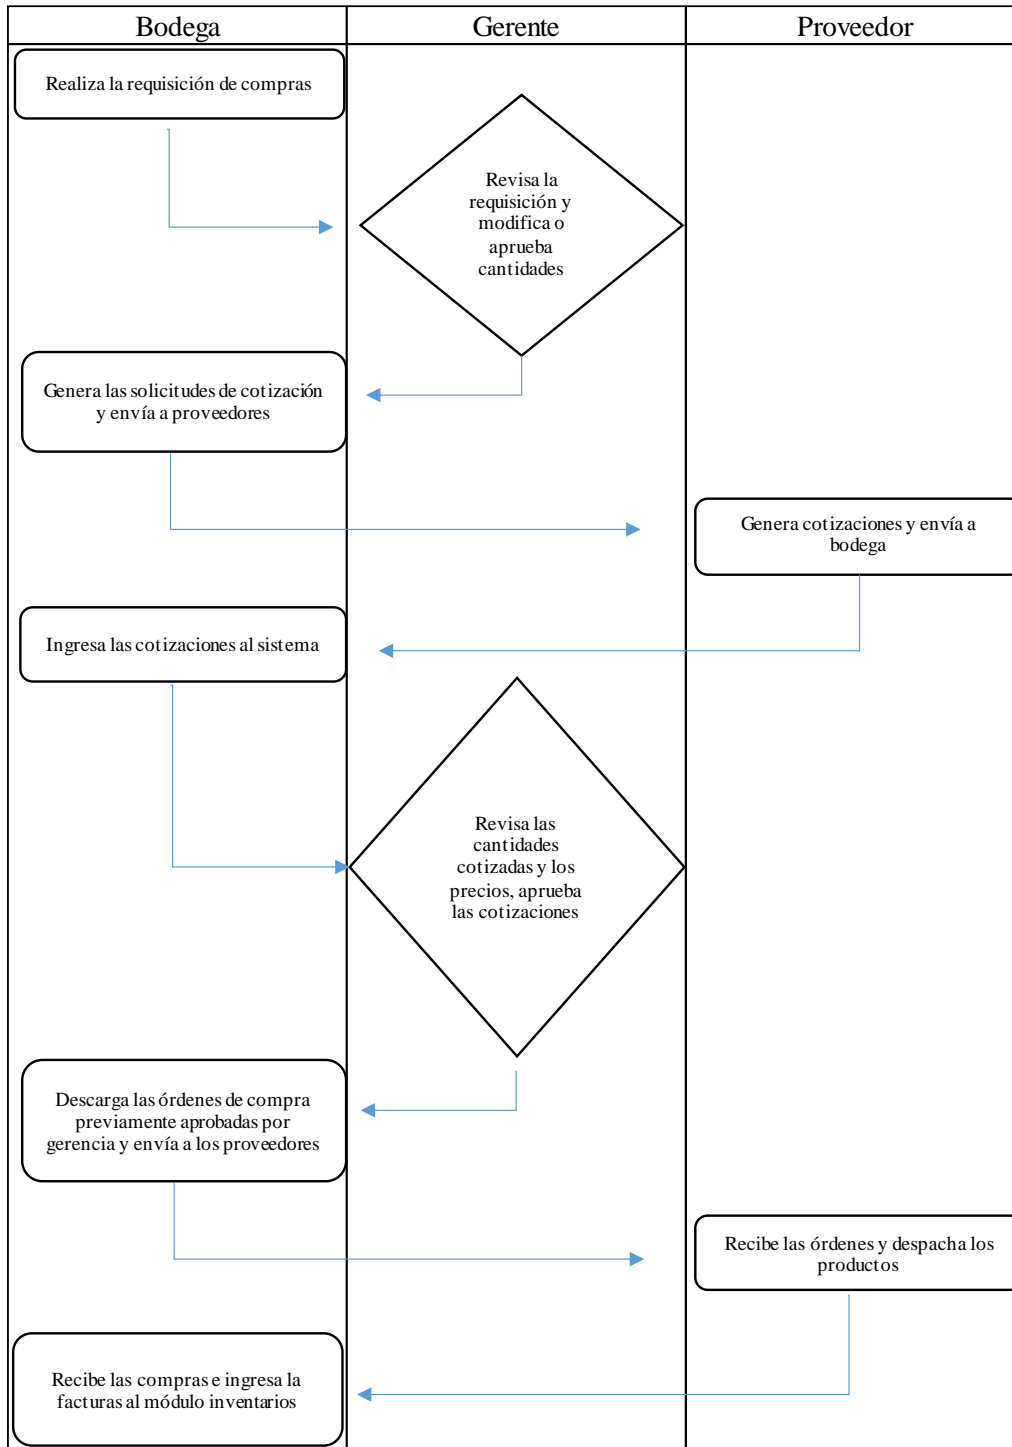 Bodega
Gerente
Proveedor
Realiza la requisición de compras
Revisa la
requisición y
modifica o
aprueba
cantidades
Genera las solicitudes de cotización
y envía a proveedores
Genera cotizaciones y envía a
bodega
Ingresa las cotizaciones al sistema
Revisa las
cantidades
cotizadas y los
precios, aprueba
las cotizaciones
Descarga las órdenes de compra
previamente aprobadas por
gerencia y envía a los proveedores
Recibe las órdenes y despacha los
productos
Recibe las compras e ingresa la
facturas al módulo inventarios